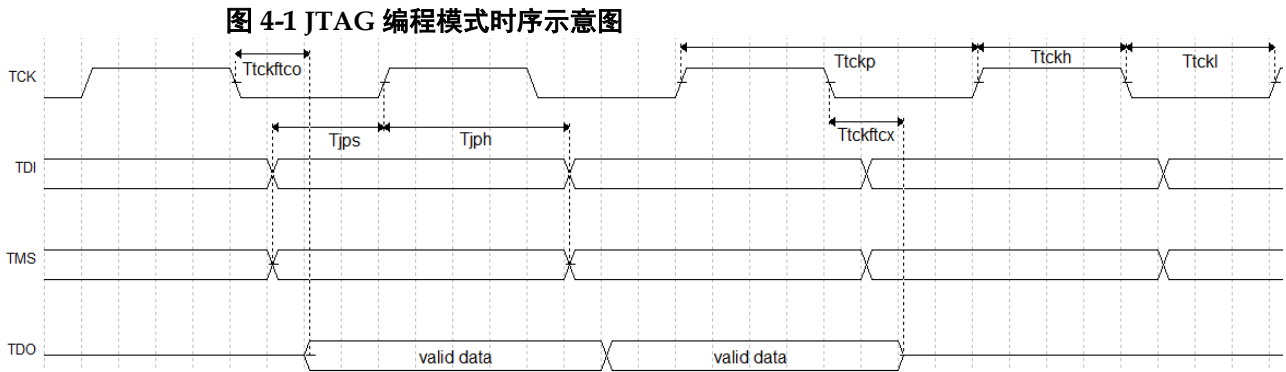 图 4-1 JTAG 编程模式时序示意图
TCK
Ttckftco
Ttckp
Ttckh
Ttckl
Tjps
Tjph
Ttckftcx
TDI
TMS
TDO
valid data
valid data